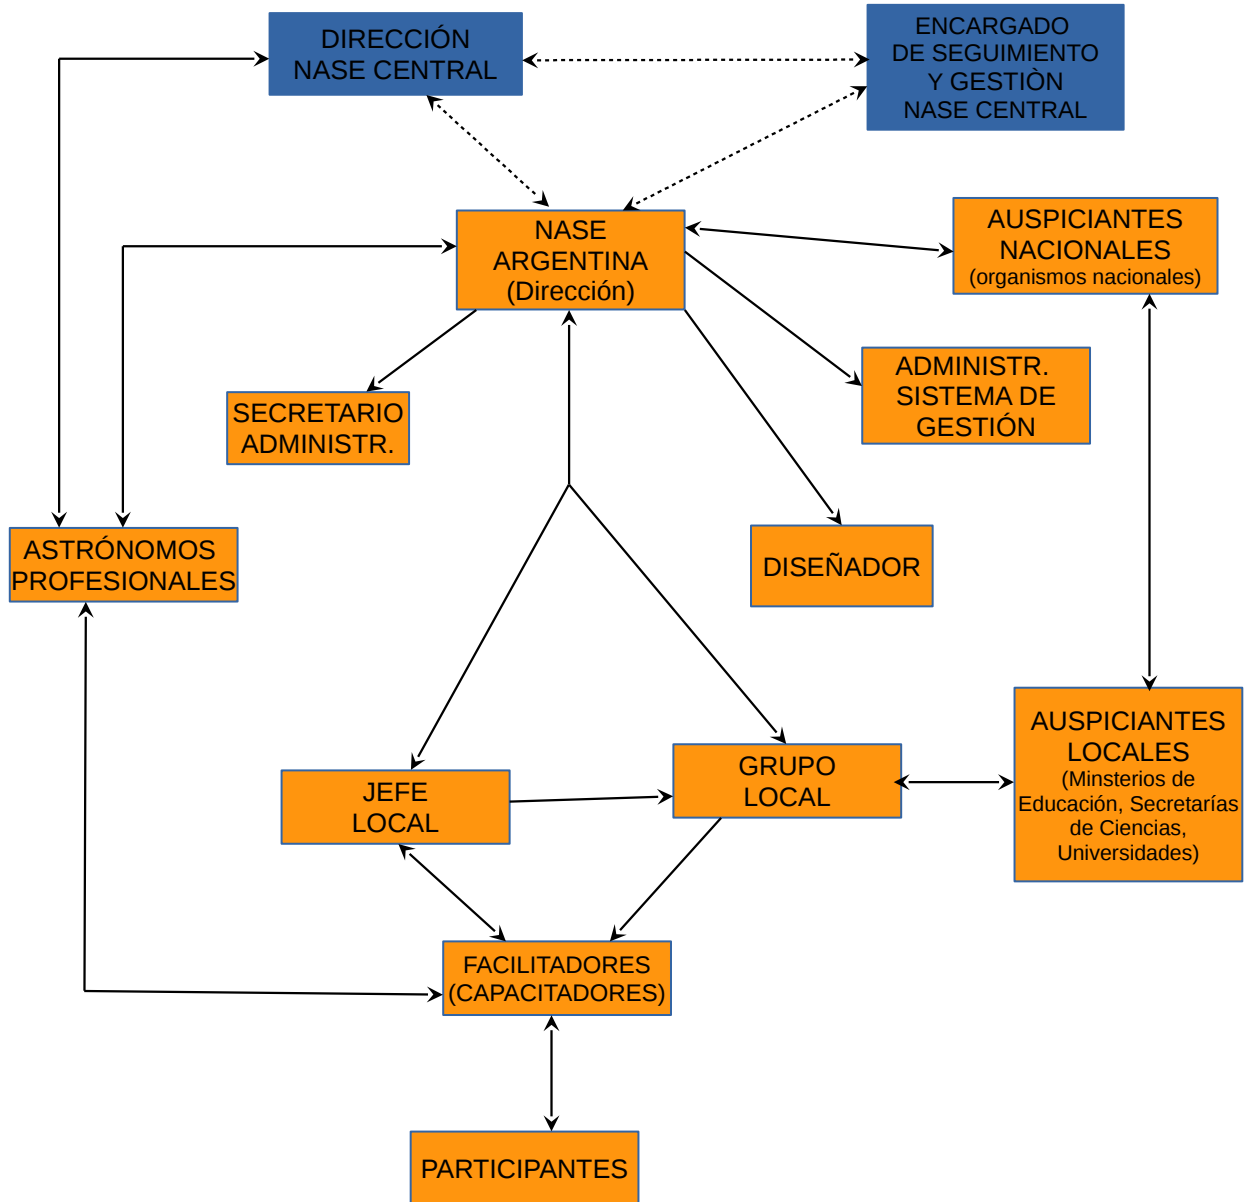 DIRECCIÓN
NASE CENTRAL
ENCARGADO
DE SEGUIMIENTO
Y GESTIÒN
NASE CENTRAL
NASE
ARGENTINA
(Dirección)
AUSPICIANTES
NACIONALES
(organismos nacionales)
SECRETARIO
ADMINISTR.
ADMINISTR.
SISTEMA DE
GESTIÓN
ASTRÓNOMOS
PROFESIONALES
DISEÑADOR
JEFE
LOCAL
GRUPO
LOCAL
AUSPICIANTES
LOCALES
(Minsterios de
Educación, Secretarías
de Ciencias,
Universidades)
FACILITADORES
(CAPACITADORES)
PARTICIPANTES